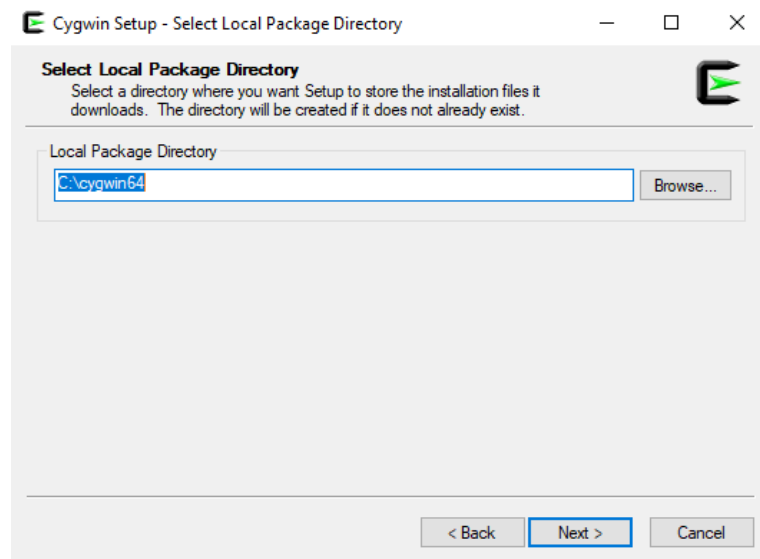 Cygwin Setup - Select Local Package Directory
Select Local Package Directory
Select a directory where you want Setup to store the installation files it
downloads. The directory will be created if it does not already exist.
Local Package Directory
C:\cygwin64
Browse...
< Back
Next >
Cancel